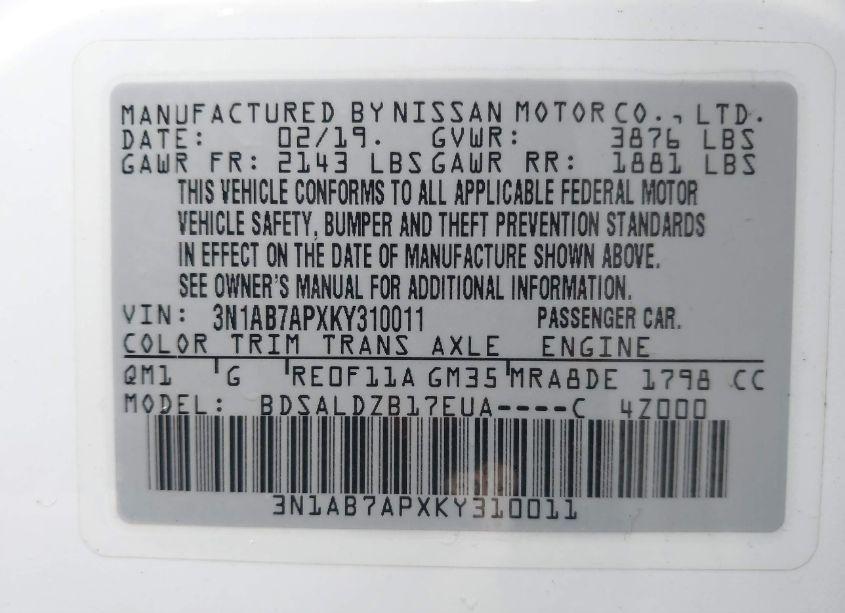 MANUFACTURED BY NISSAN MOTOR CO., LTD.
DATE: 02/19. GVWR: 3876 LBS
GAWR FR: 2143 LBS GAWR RR: 1881 LBS
THIS VEHICLE CONFORMS TO ALL APPLICABLE FEDERAL MOTOR
VEHICLE SAFETY, BUMPER AND THEFT PREVENTION STANDARDS
IN EFFECT ON THE DATE OF MANUFACTURE SHOWN ABOVE.
SEE OWNER'S MANUAL FOR ADDITIONAL INFORMATION.
VIN: 3N1AB7APXKY310011 PASSENGER CAR.
COLOR TRIM TRANS AXLE ENGINE
QM1 G RE0F11A GM35 MRA8DE 1798 CC
MODEL: BDSALDZB17EUA----C 4Z000
3N1AB7APXKY310011